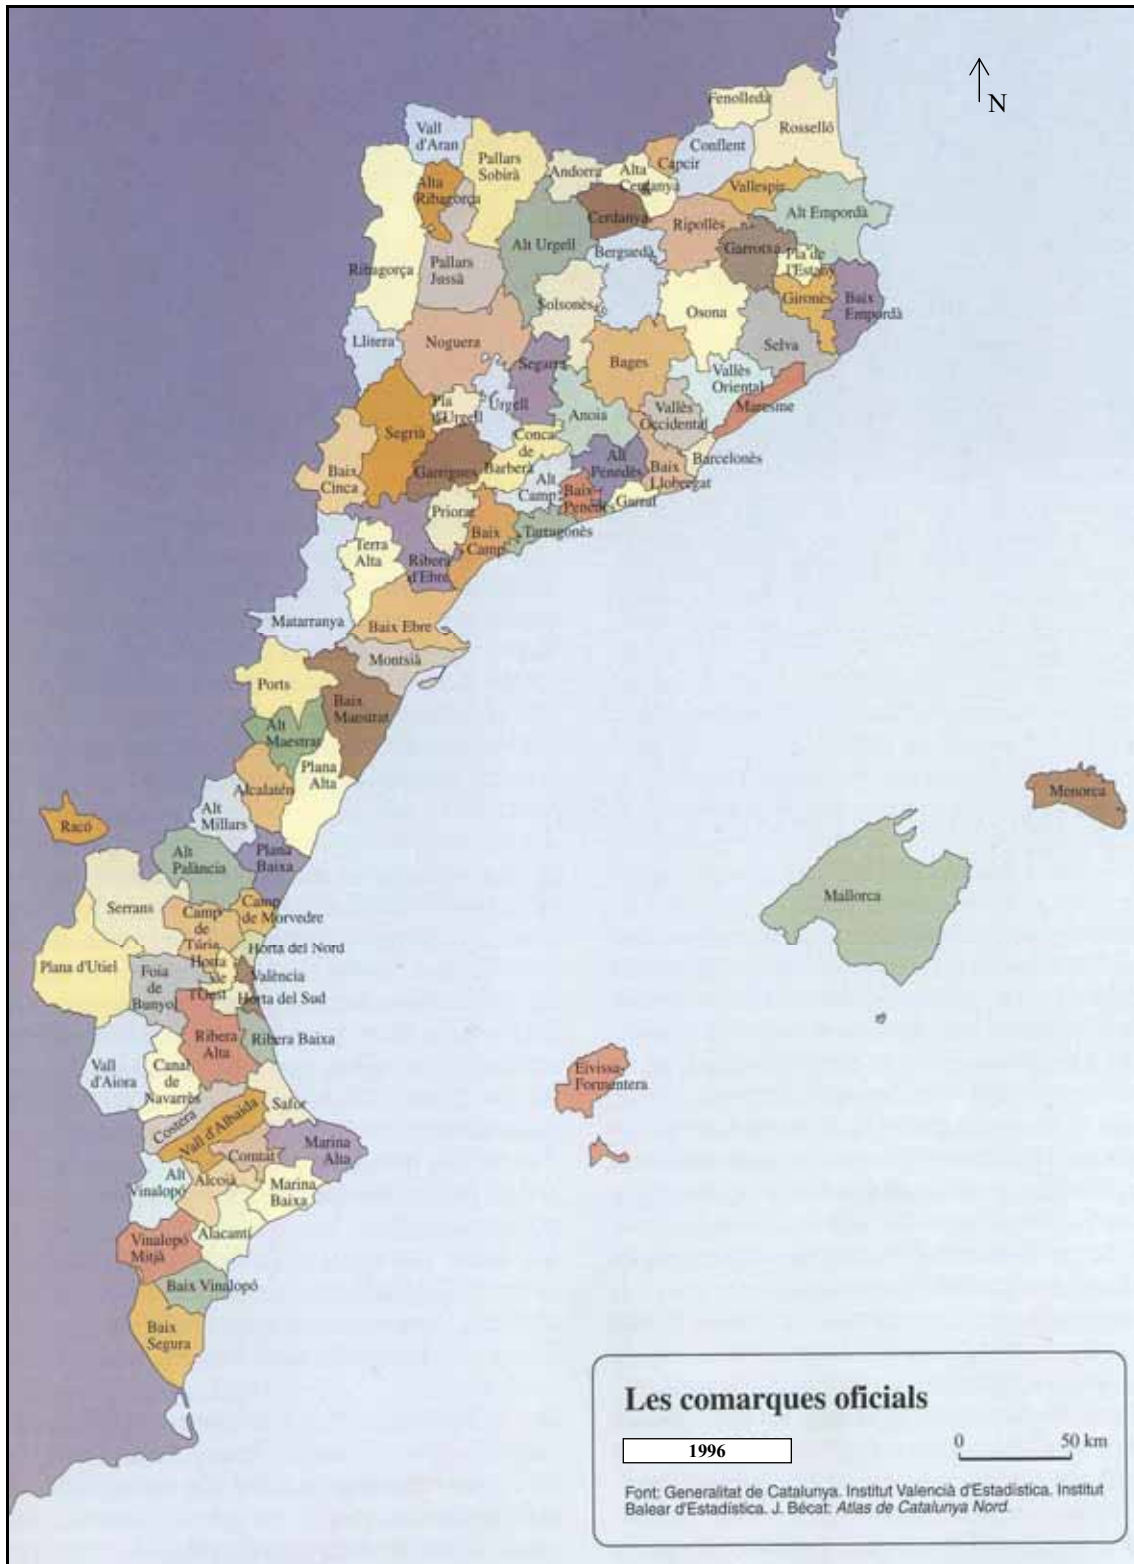 N
Fenolledà
Rosselló
Vall
d'Aran
Conflent
Pallars
Sobirà
Capcir
Andorra
Alta
Cerdanya
Alta
Ribagorça
Vallespir
Alt Empordà
Cerdanya
Ripollès
Alt Urgell
Berguedà
Garrotxa
Pla de
l'Estany
Ribagorça
Pallars
Jussà
Solsonès
Gironès
Baix
Empordà
Osona
Llitera
Noguera
Selva
Segarra
Bages
Vallès
Oriental
Pla
d'Urgell
Urgell
Maresme
Anoia
Vallès
Occidental
Segrià
Conca
de
Barberà
Alt
Penedès
Barcelonès
Baix
Cinca
Garrigues
Baix
Llobregat
Alt
Camp
Baix
Penedès
Garraf
Priorat
Baix
Camp
Tarragonès
Terra
Alta
Ribera
d'Ebre
Matarranya
Baix Ebre
Montsià
Ports
Baix
Maestrat
Alt
Maestrat
Plana
Alta
Alcalatén
Menorca
Alt
Millars
Racó
Alt
Palància
Plana
Baixa
Mallorca
Serrans
Camp
de
Túria
Camp
de Morvedre
Horta del Nord
Plana d'Utiel
Foia
de
Bunyol
Horta
de
l'Oest
València
Horta del Sud
Ribera
Alta
Ribera Baixa
Vall
d'Aiora
Canal
de
Navarrès
Eivissa-
Formentera
Costera
Vall d'Albaida
Safor
Comtat
Marina
Alta
Alt
Vinalopó
Alcoià
Marina
Baixa
Vinalopó
Mitjà
Alacantí
Baix Vinalopó
Baix
Segura
Les comarques oficials
1996
0 50 km
Font: Generalitat de Catalunya. Institut Valencià d'Estadística. Institut
Balear d'Estadística. J. Bécat: Atlas de Catalunya Nord.